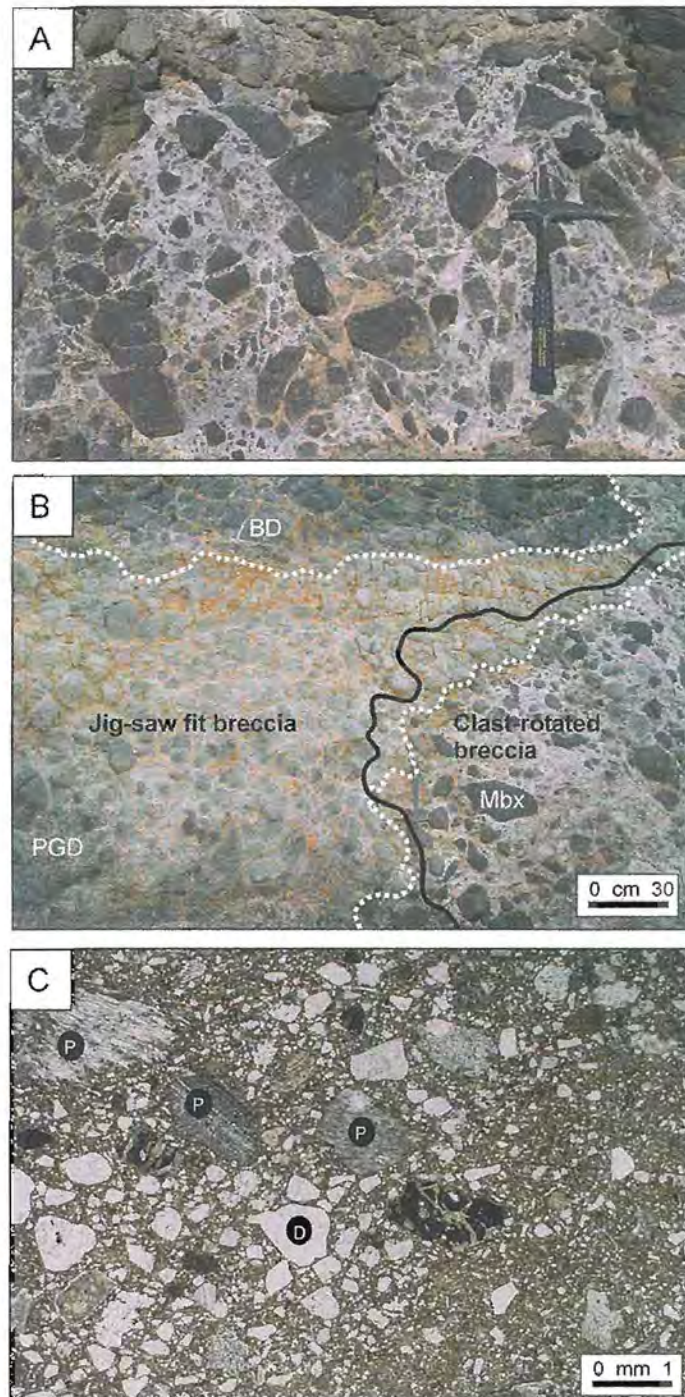 A
B
BD
Jig-saw fit breccia
Clast-rotated
breccia
Mbx
PGD
0 cm 30
C
P
P
P
D
0 mm 1